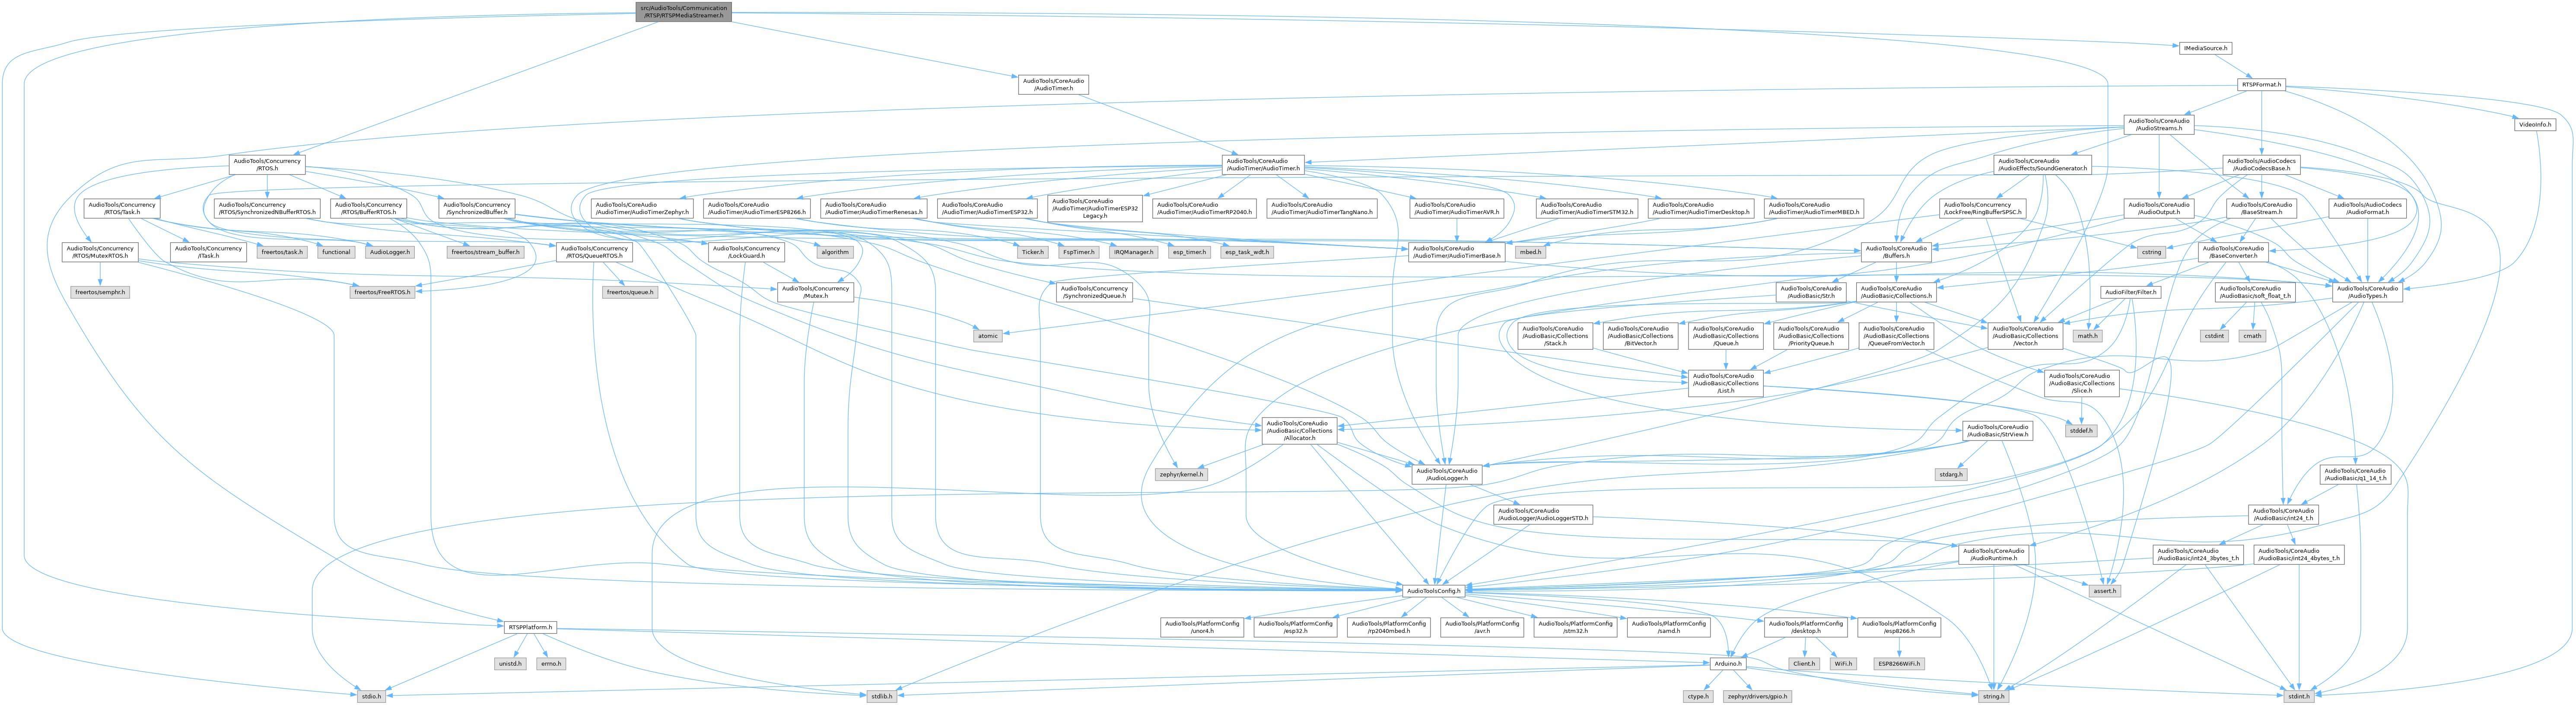 src/AudioTools/Communication
/RTSP/RTSPMediaStreamer.h
IMediaSource.h
AudioTools/CoreAudio
/AudioTimer.h
RTSPFormat.h
AudioTools/CoreAudio
/AudioStreams.h
VideoInfo.h
AudioTools/Concurrency
/RTOS.h
AudioTools/CoreAudio
/AudioTimer/AudioTimer.h
AudioTools/CoreAudio
/AudioEffects/SoundGenerator.h
AudioTools/AudioCodecs
/AudioCodecsBase.h
AudioTools/Concurrency
/RTOS/Task.h
AudioTools/Concurrency
/RTOS/SynchronizedNBufferRTOS.h
AudioTools/Concurrency
/RTOS/BufferRTOS.h
AudioTools/Concurrency
/SynchronizedBuffer.h
AudioTools/CoreAudio
/AudioTimer/AudioTimerZephyr.h
AudioTools/CoreAudio
/AudioTimer/AudioTimerESP8266.h
AudioTools/CoreAudio
/AudioTimer/AudioTimerRenesas.h
AudioTools/CoreAudio
/AudioTimer/AudioTimerESP32.h
AudioTools/CoreAudio
/AudioTimer/AudioTimerESP32
Legacy.h
AudioTools/CoreAudio
/AudioTimer/AudioTimerRP2040.h
AudioTools/CoreAudio
/AudioTimer/AudioTimerTangNano.h
AudioTools/CoreAudio
/AudioTimer/AudioTimerAVR.h
AudioTools/CoreAudio
/AudioTimer/AudioTimerSTM32.h
AudioTools/CoreAudio
/AudioTimer/AudioTimerDesktop.h
AudioTools/CoreAudio
/AudioTimer/AudioTimerMBED.h
AudioTools/Concurrency
/LockFree/RingBufferSPSC.h
AudioTools/CoreAudio
/AudioOutput.h
AudioTools/CoreAudio
/BaseStream.h
AudioTools/AudioCodecs
/AudioFormat.h
AudioTools/Concurrency
/RTOS/MutexRTOS.h
AudioTools/Concurrency
/ITask.h
freertos/task.h
functional
AudioLogger.h
freertos/stream_buffer.h
AudioTools/Concurrency
/RTOS/QueueRTOS.h
AudioTools/Concurrency
/LockGuard.h
algorithm
Ticker.h
FspTimer.h
IRQManager.h
esp_timer.h
esp_task_wdt.h
AudioTools/CoreAudio
/AudioTimer/AudioTimerBase.h
mbed.h
AudioTools/CoreAudio
/Buffers.h
cstring
AudioTools/CoreAudio
/BaseConverter.h
freertos/semphr.h
freertos/FreeRTOS.h
freertos/queue.h
AudioTools/Concurrency
/Mutex.h
AudioTools/Concurrency
/SynchronizedQueue.h
AudioTools/CoreAudio
/AudioBasic/Str.h
AudioTools/CoreAudio
/AudioBasic/Collections.h
AudioFilter/Filter.h
AudioTools/CoreAudio
/AudioBasic/soft_float_t.h
AudioTools/CoreAudio
/AudioTypes.h
atomic
AudioTools/CoreAudio
/AudioBasic/Collections
/Stack.h
AudioTools/CoreAudio
/AudioBasic/Collections
/BitVector.h
AudioTools/CoreAudio
/AudioBasic/Collections
/Queue.h
AudioTools/CoreAudio
/AudioBasic/Collections
/PriorityQueue.h
AudioTools/CoreAudio
/AudioBasic/Collections
/QueueFromVector.h
AudioTools/CoreAudio
/AudioBasic/Collections
/Vector.h
math.h
cstdint
cmath
AudioTools/CoreAudio
/AudioBasic/Collections
/List.h
AudioTools/CoreAudio
/AudioBasic/Collections
/Slice.h
AudioTools/CoreAudio
/AudioBasic/Collections
/Allocator.h
AudioTools/CoreAudio
/AudioBasic/StrView.h
stddef.h
zephyr/kernel.h
AudioTools/CoreAudio
/AudioLogger.h
stdarg.h
AudioTools/CoreAudio
/AudioBasic/q1_14_t.h
AudioTools/CoreAudio
/AudioLogger/AudioLoggerSTD.h
AudioTools/CoreAudio
/AudioBasic/int24_t.h
AudioTools/CoreAudio
/AudioRuntime.h
AudioTools/CoreAudio
/AudioBasic/int24_3bytes_t.h
AudioTools/CoreAudio
/AudioBasic/int24_4bytes_t.h
AudioToolsConfig.h
assert.h
RTSPPlatform.h
AudioTools/PlatformConfig
/unor4.h
AudioTools/PlatformConfig
/esp32.h
AudioTools/PlatformConfig
/rp2040mbed.h
AudioTools/PlatformConfig
/avr.h
AudioTools/PlatformConfig
/stm32.h
AudioTools/PlatformConfig
/samd.h
AudioTools/PlatformConfig
/desktop.h
AudioTools/PlatformConfig
/esp8266.h
unistd.h
errno.h
Arduino.h
Client.h
WiFi.h
ESP8266WiFi.h
stdio.h
stdlib.h
ctype.h
zephyr/drivers/gpio.h
string.h
stdint.h